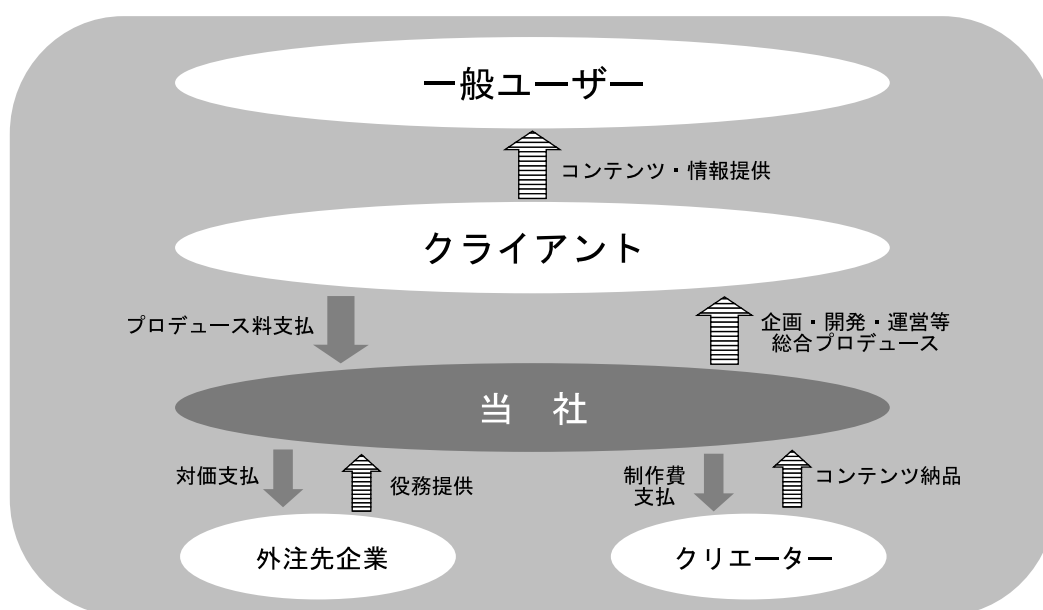 一般ユーザー
コンテンツ・情報提供
クライアント
プロデュース料支払
企画・開発・運営等
総合プロデュース
当　社
対価支払
役務提供
制作費
支払
コンテンツ納品
外注先企業
クリエーター